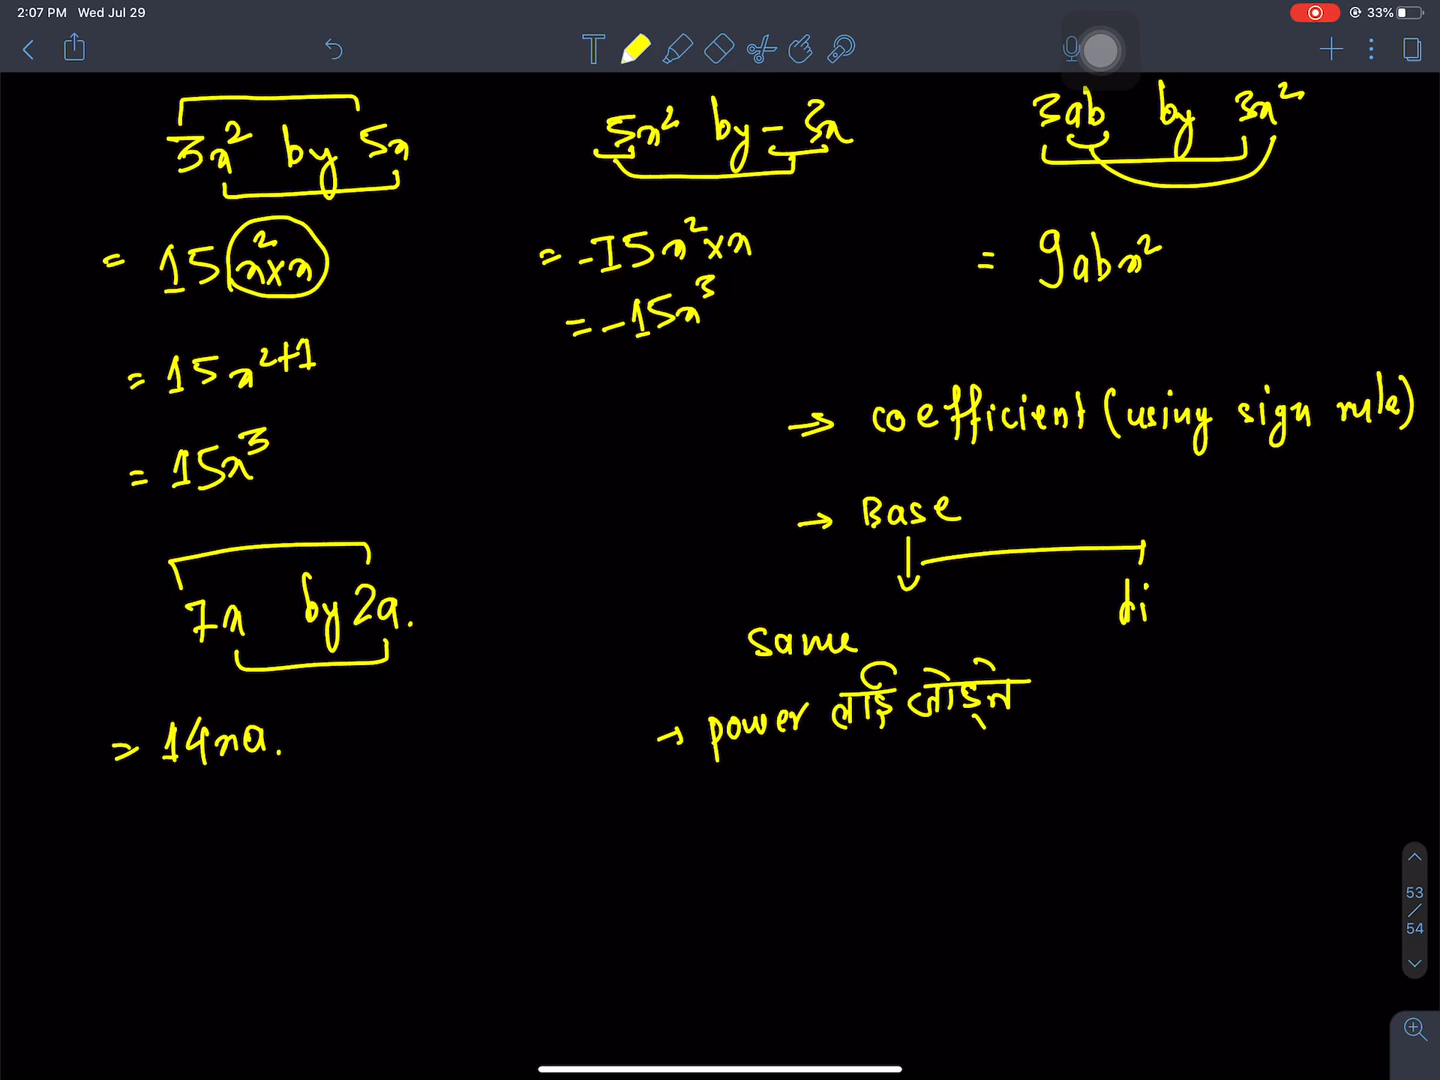 2:07 PM Wed Jul 29
33%
3x² by 5x
= 15 x² × x
= 15x²⁺¹
= 15x³
7x by 2a.
= 14xa.
5x² by - 3x
= -15x² × x
= -15x³
3ab by 3x²
= 9abx²
⇒ coefficient (using sign rule)
→ Base
Same di
→ power लाई जोड्ने
53
/
54